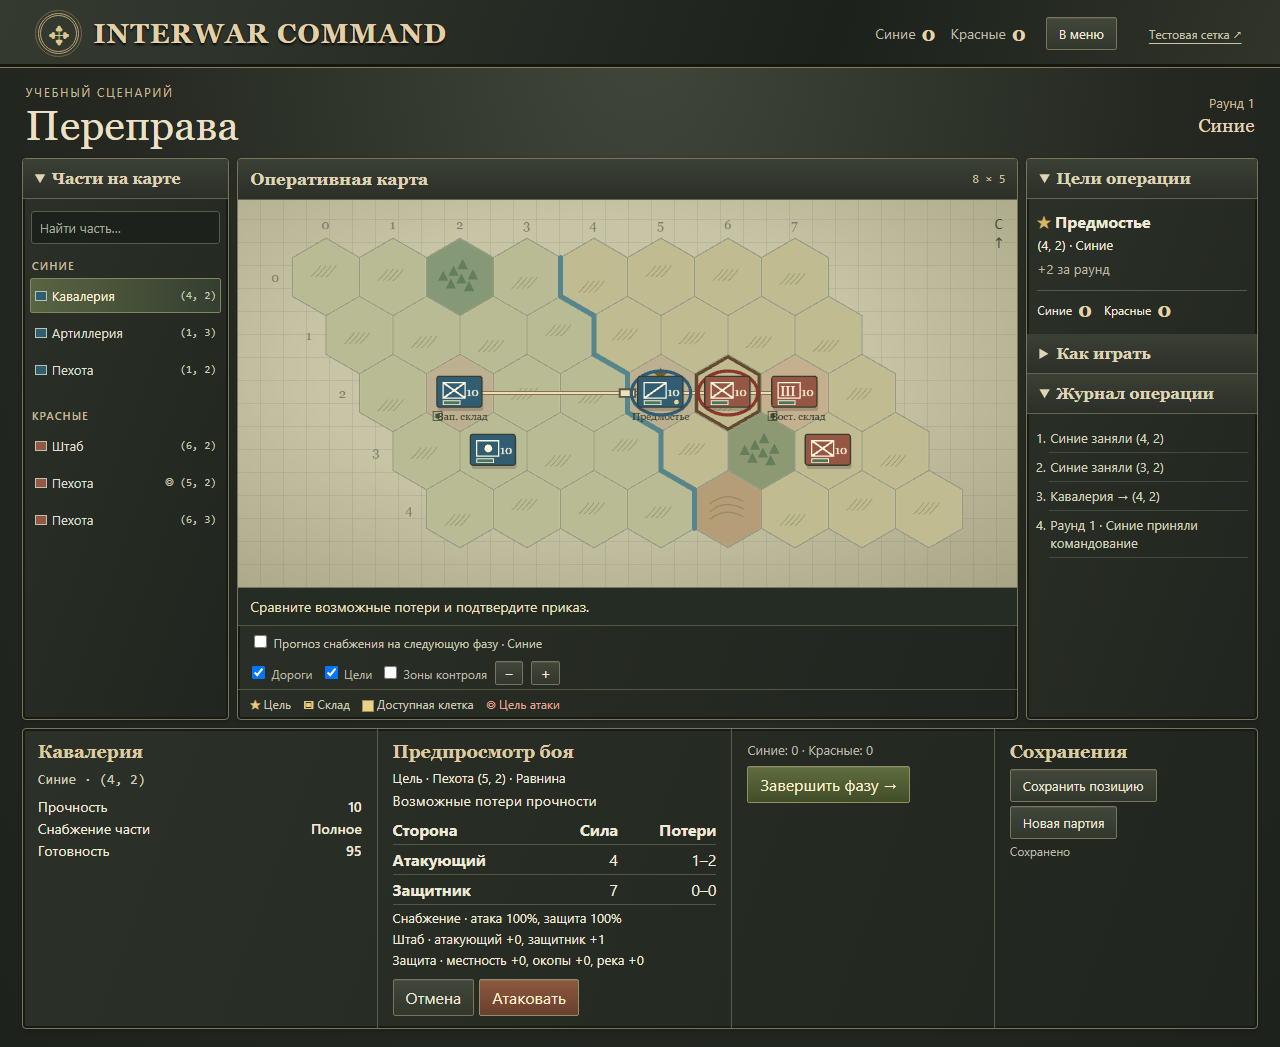 INTERWAR COMMAND
Синие 0 Красные 0
В меню
Тестовая сетка ↗
УЧЕБНЫЙ СЦЕНАРИЙ
Переправа
Раунд 1
Синие
▼ Части на карте
Найти часть...
СИНИЕ
Кавалерия (4, 2)
Артиллерия (1, 3)
Пехота (1, 2)
КРАСНЫЕ
Штаб (6, 2)
Пехота ◎ (5, 2)
Пехота (6, 3)
Оперативная карта
8 × 5
0 1 2 3 4 5 6 7
С
↑
0
1
2
10 10 10 10
Зап. склад Предмостье Вост. склад
3
10 10
4
Сравните возможные потери и подтвердите приказ.
Прогноз снабжения на следующую фазу · Синие
Дороги Цели Зоны контроля − +
★ Цель Склад Доступная клетка ◎ Цель атаки
▼ Цели операции
★ Предмостье
(4, 2) · Синие
+2 за раунд
Синие 0 Красные 0
▶ Как играть
▼ Журнал операции
1. Синие заняли (4, 2)
2. Синие заняли (3, 2)
3. Кавалерия → (4, 2)
4. Раунд 1 · Синие приняли
командование
Кавалерия
Синие · (4, 2)
Прочность 10
Снабжение части Полное
Готовность 95
Предпросмотр боя
Цель · Пехота (5, 2) · Равнина
Возможные потери прочности
Сторона Сила Потери
Атакующий 4 1–2
Защитник 7 0–0
Снабжение · атака 100%, защита 100%
Штаб · атакующий +0, защитник +1
Защита · местность +0, окопы +0, река +0
Отмена Атаковать
Синие: 0 · Красные: 0
Завершить фазу →
Сохранения
Сохранить позицию
Новая партия
Сохранено